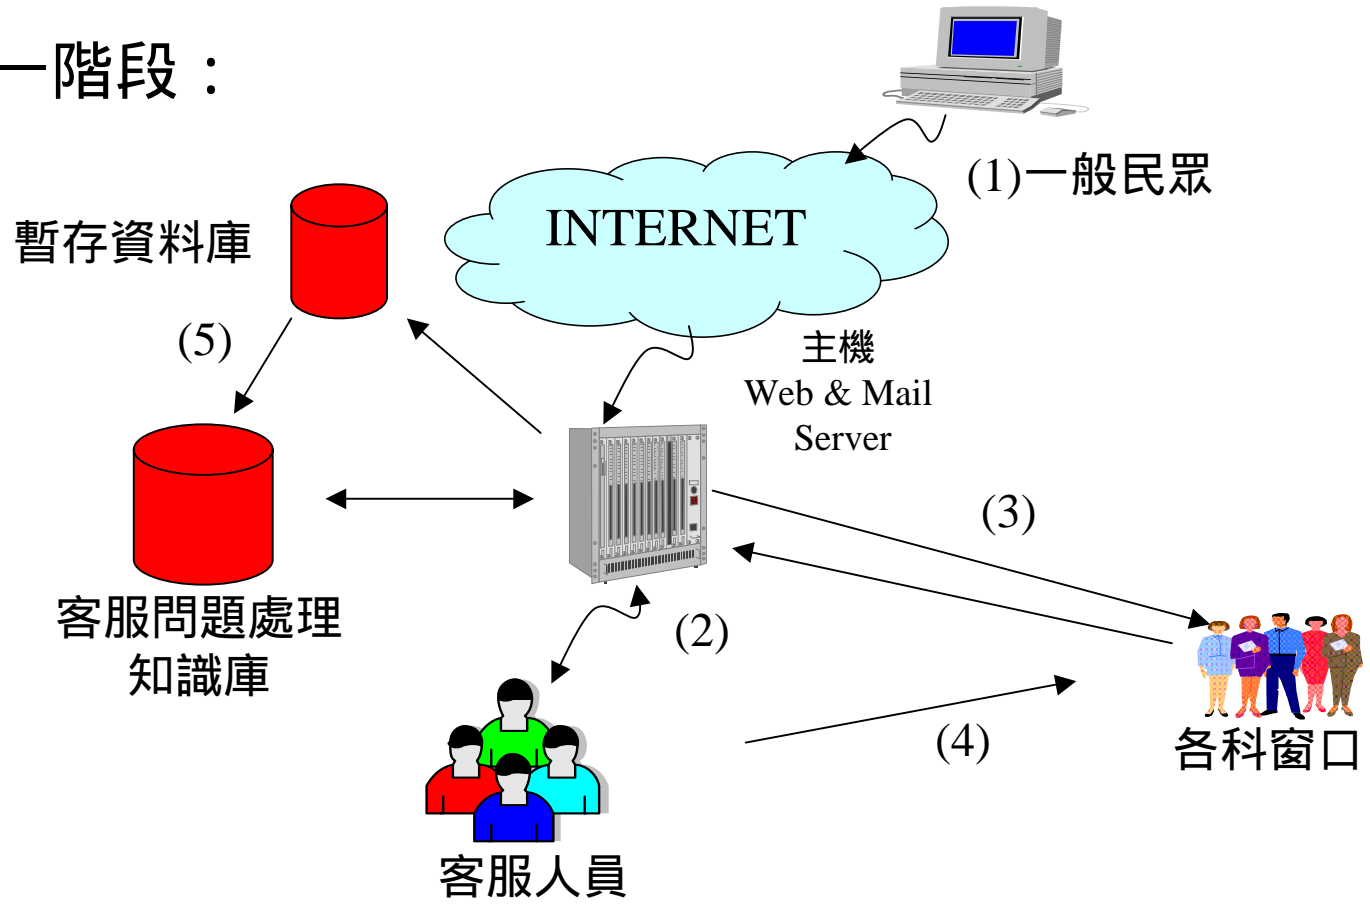 一階段：
(1)一般民眾
INTERNET
暫存資料庫
(5)
主機
Web & Mail
Server
(3)
客服問題處理
知識庫
(2)
(4)
各科窗口
客服人員